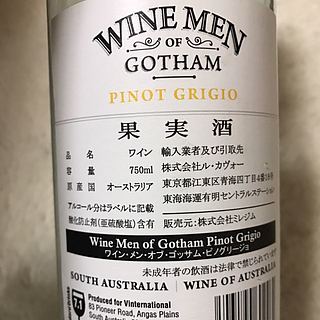 WINE MEN
OF
GOTHAM
PINOT GRIGIO
果実酒
品名 ワイン 輸入業者及び引取先
容量 750ml 株式会社ル・カヴォー
原産国 オーストラリア 東京都江東区青海四丁目4番18号
アルコール分はラベルに記載 東海海運有明セントラルステーション
酸化防止剤(亜硫酸塩)含有 販売元:株式会社ミレジム
Wine Men of Gotham Pinot Grigio
ワイン・メン・オブ・ゴッサム・ピノグリージョ
未成年者の飲酒は法律で禁じられています
SOUTH AUSTRALIA WINE OF AUSTRALIA
7.1
Produced for Vinternational
83 Pioneer Road, Angas Plains
South Australia